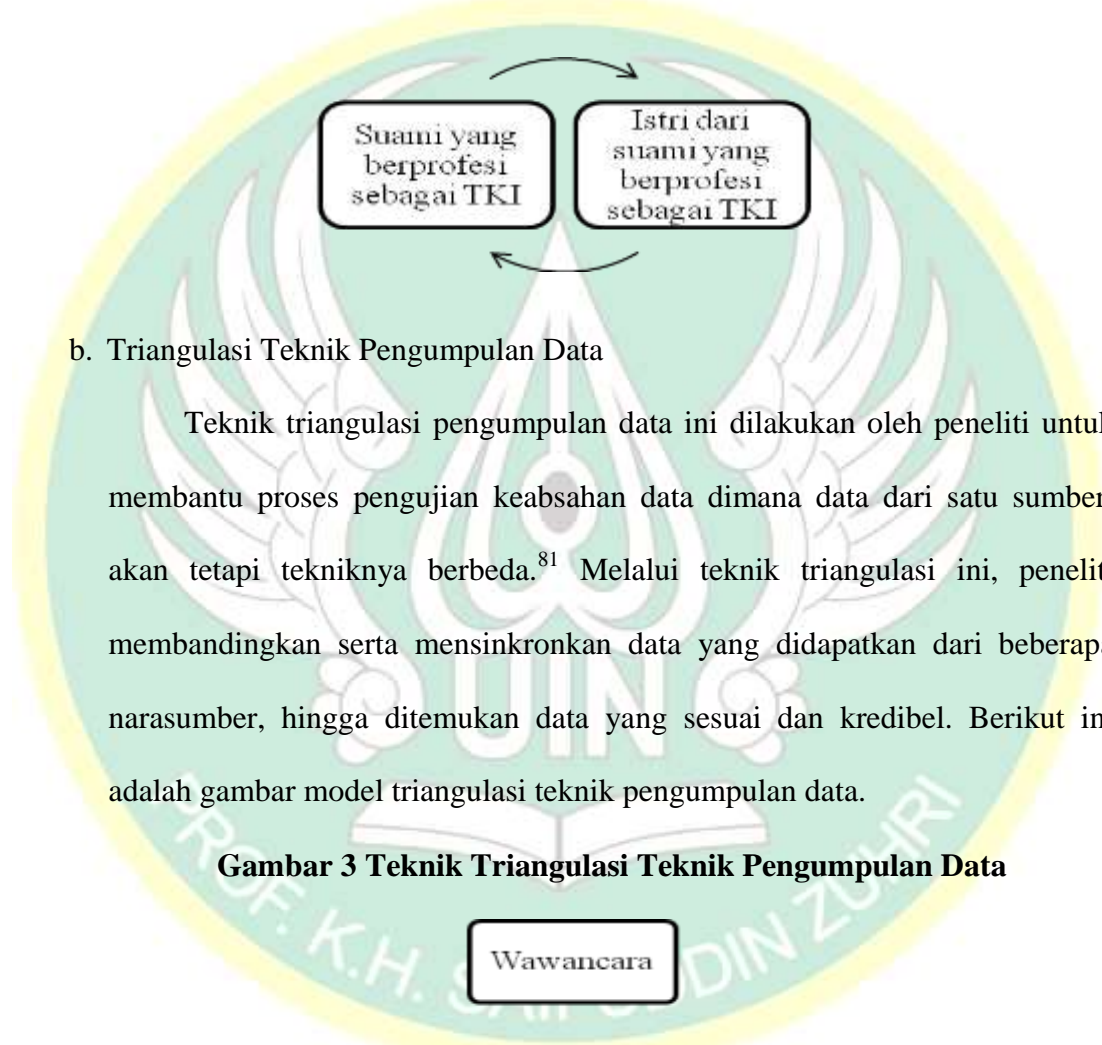 Suami yang
berprofesi
sebagai TKI
Istri dari
suami yang
berprofesi
sebagai TKI
b. Triangulasi Teknik Pengumpulan Data
Teknik triangulasi pengumpulan data ini dilakukan oleh peneliti untuk
membantu proses pengujian keabsahan data dimana data dari satu sumber
akan tetapi tekniknya berbeda.81 Melalui teknik triangulasi ini, peneliti
membandingkan serta mensinkronkan data yang didapatkan dari beberapa
narasumber, hingga ditemukan data yang sesuai dan kredibel. Berikut ini
adalah gambar model triangulasi teknik pengumpulan data.
UIN
Gambar 3 Teknik Triangulasi Teknik Pengumpulan Data
Wawancara
PROF. K.H. ZUHRI